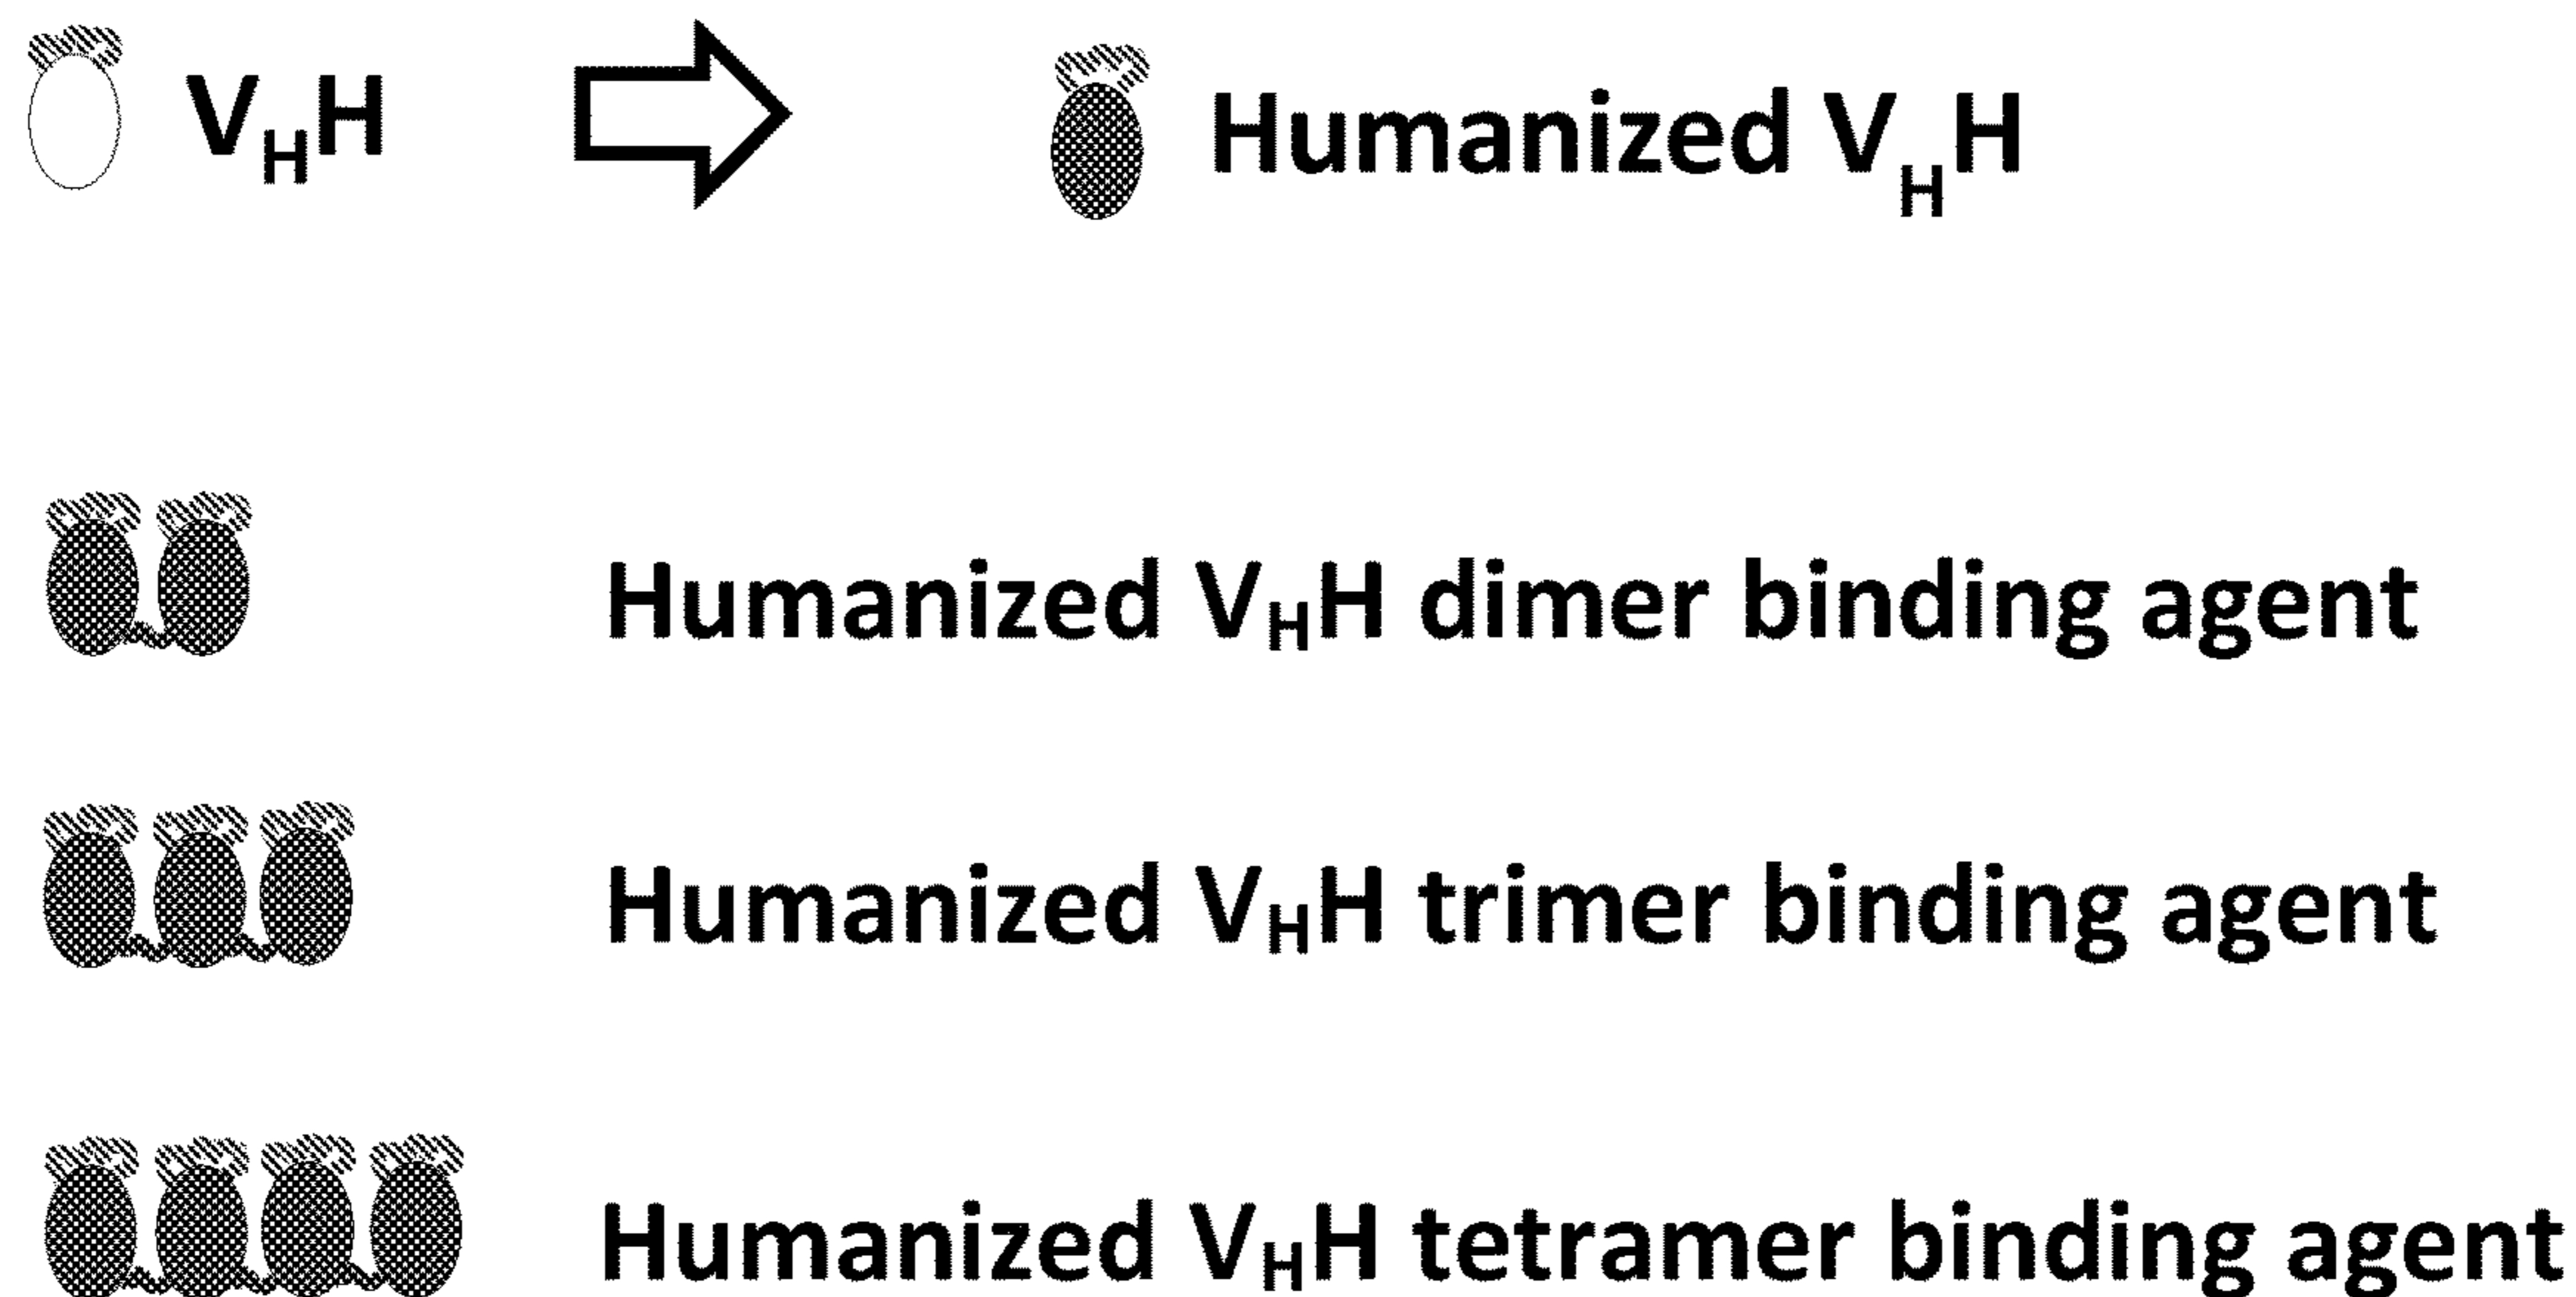 VHH
Humanized VHH
Humanized VHH dimer binding agent
Humanized VHH trimer binding agent
Humanized VHH tetramer binding agent